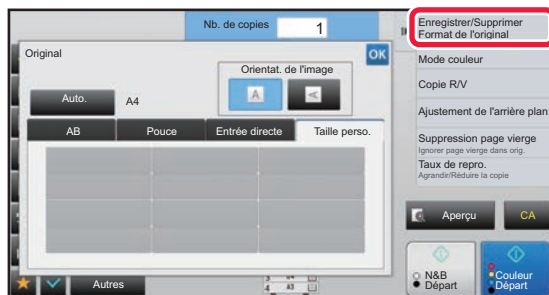 Nb. de copies
1
Original
OK
Orientat. de l'image
Auto.
A4
A
A
AB
Pouce
Entrée directe
Taille perso.
Autres
Enregistrer/Supprimer
Format de l'original
Mode couleur
Copie R/V
Ajustement de l'arrière plan
Suppression page vierge
Ignorer page vierge dans orig.
Taux de repro.
Agrandir/Réduire la copie
Aperçu
CA
N&B
Départ
Couleur
Départ